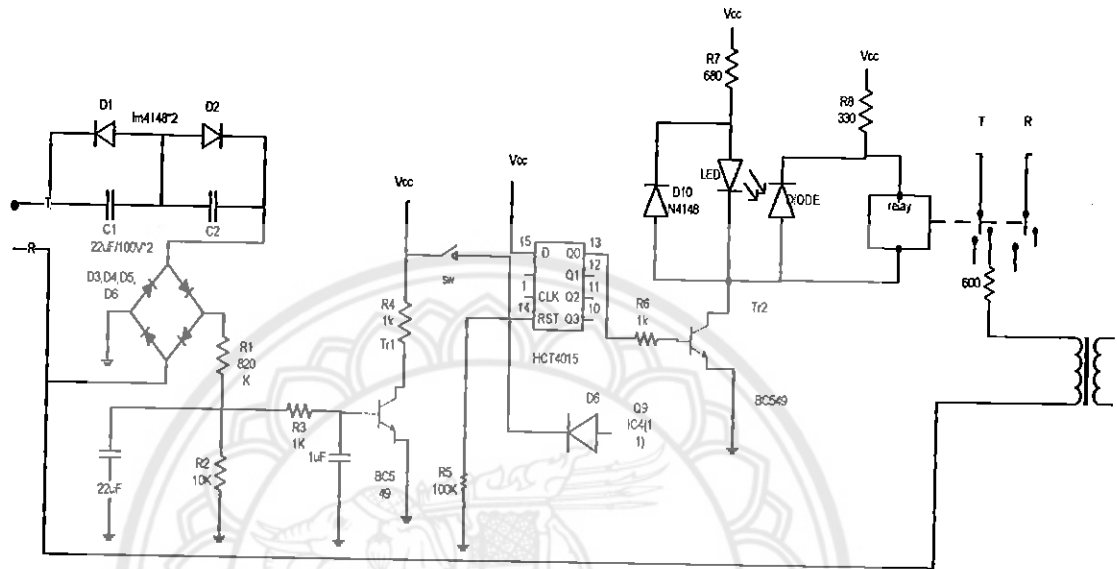 Vcc
R7
680
Vcc
R8
330
D1
lm4148*2
D2
T
C1
22uF/100V*2
C2
R
D3,D4,D5,
D6
R1
820
K
R2
10K
22uF
R3
1K
1uF
Vcc
R4
1k
Tr1
BC5
49
SW
Vcc
15
D
Q0
13
Q1
12
1
CLK
Q2
11
14
RST
Q3
10
HCT4015
R5
100K
R6
1k
D6
Q9
IC4(1
1)
D10
N4148
LED
DIODE
Tr2
BC549
relay
T
R
600